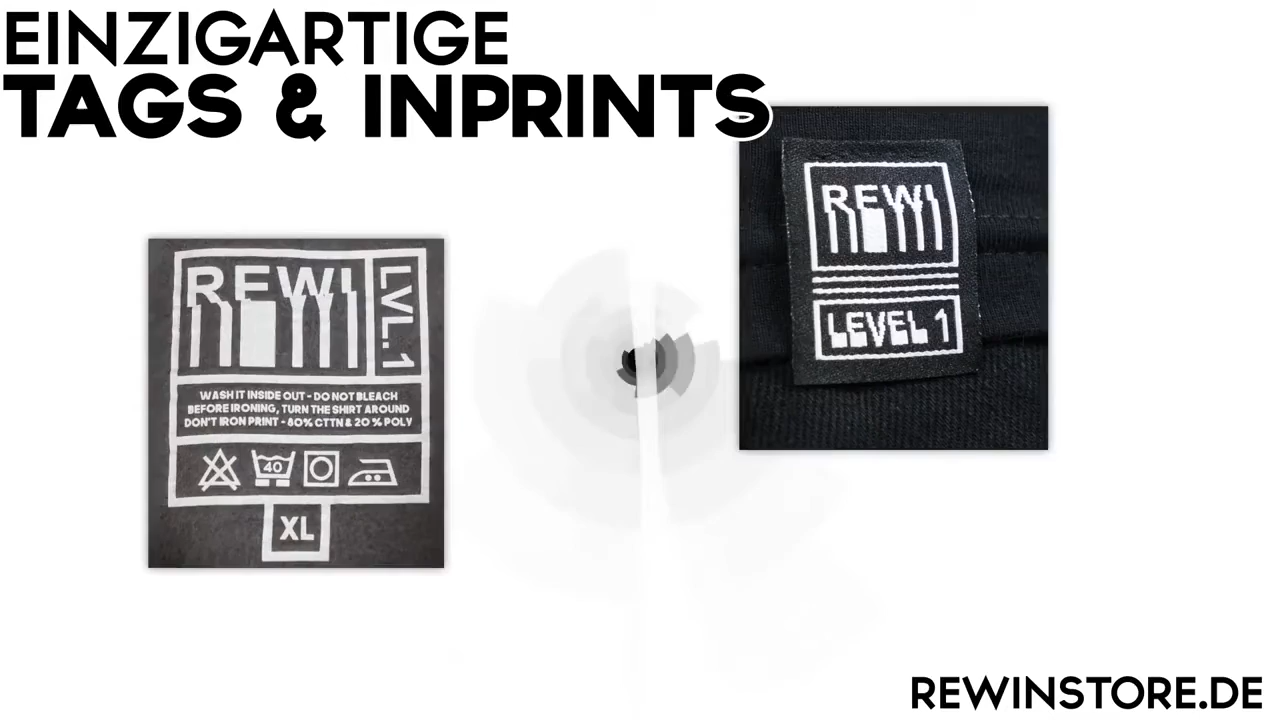 EINZIGARTIGE
TAGS & INPRINTS
REWI
LVL.1
WASH IT INSIDE OUT - DO NOT BLEACH
BEFORE IRONING, TURN THE SHIRT AROUND
DON'T IRON PRINT - 80% CTTN & 20 % POLY
40
XL
REWI
LEVEL 1
REWINSTORE.DE